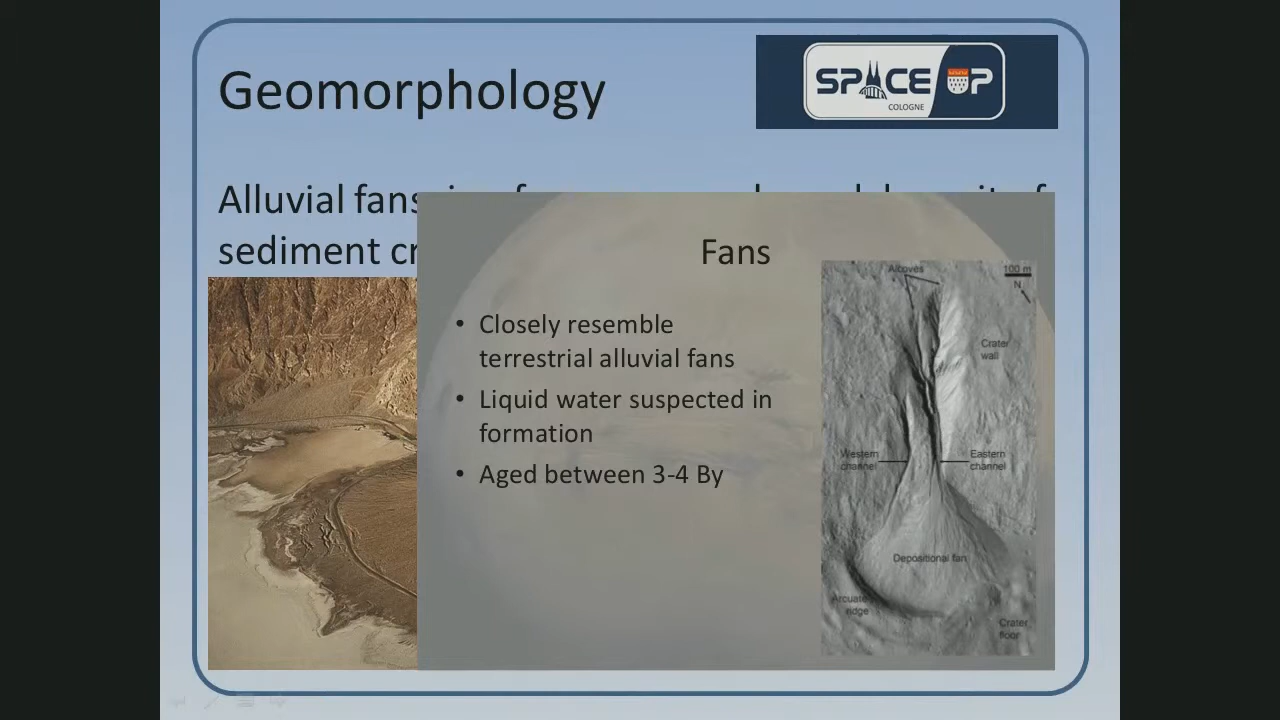 Geomorphology
SPACE UP
COLOGNE
Alluvial fans
sediment
Fans
Closely resemble
terrestrial alluvial fans
Liquid water suspected in
formation
Aged between 3-4 By
Alcoves
100 m
N
Crater
wall
Western
channel
Eastern
channel
Depositional fan
Arcuate
ridge
Crater
floor